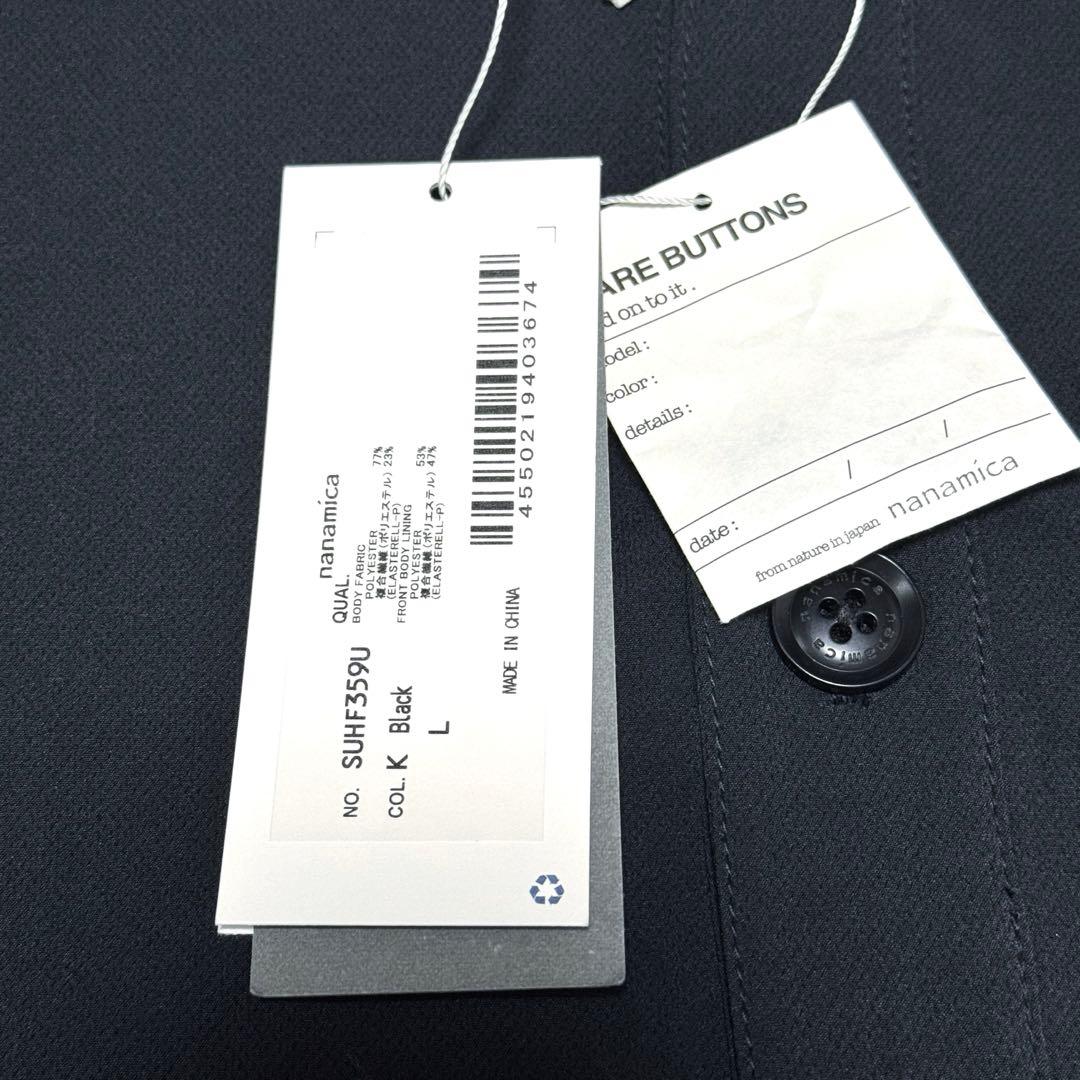 nanamica
NO. SUHF359U
COL. K Black
L
QUAL.
BODY FABRIC
POLYESTER 77%
複合繊維(ポリエステル) 23%
(ELASTERELL-P)
FRONT BODY LINING
POLYESTER 53%
複合繊維(ポリエステル) 47%
(ELASTERELL-P)
MADE IN CHINA
4550219403674
ARE BUTTONS
d on to it.
odel:
color:
details:
/ /
date:
from nature in japan nanamica
nanamica nanamica